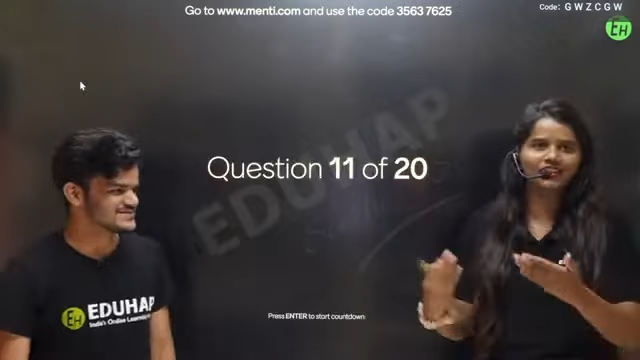 Go to www.menti.com and use the code 3563 7625
Code: G W Z C G W
EH
EDUHAP
Question 11 of 20
EH EDUHAP
India's Online Learning
Press ENTER to start countdown